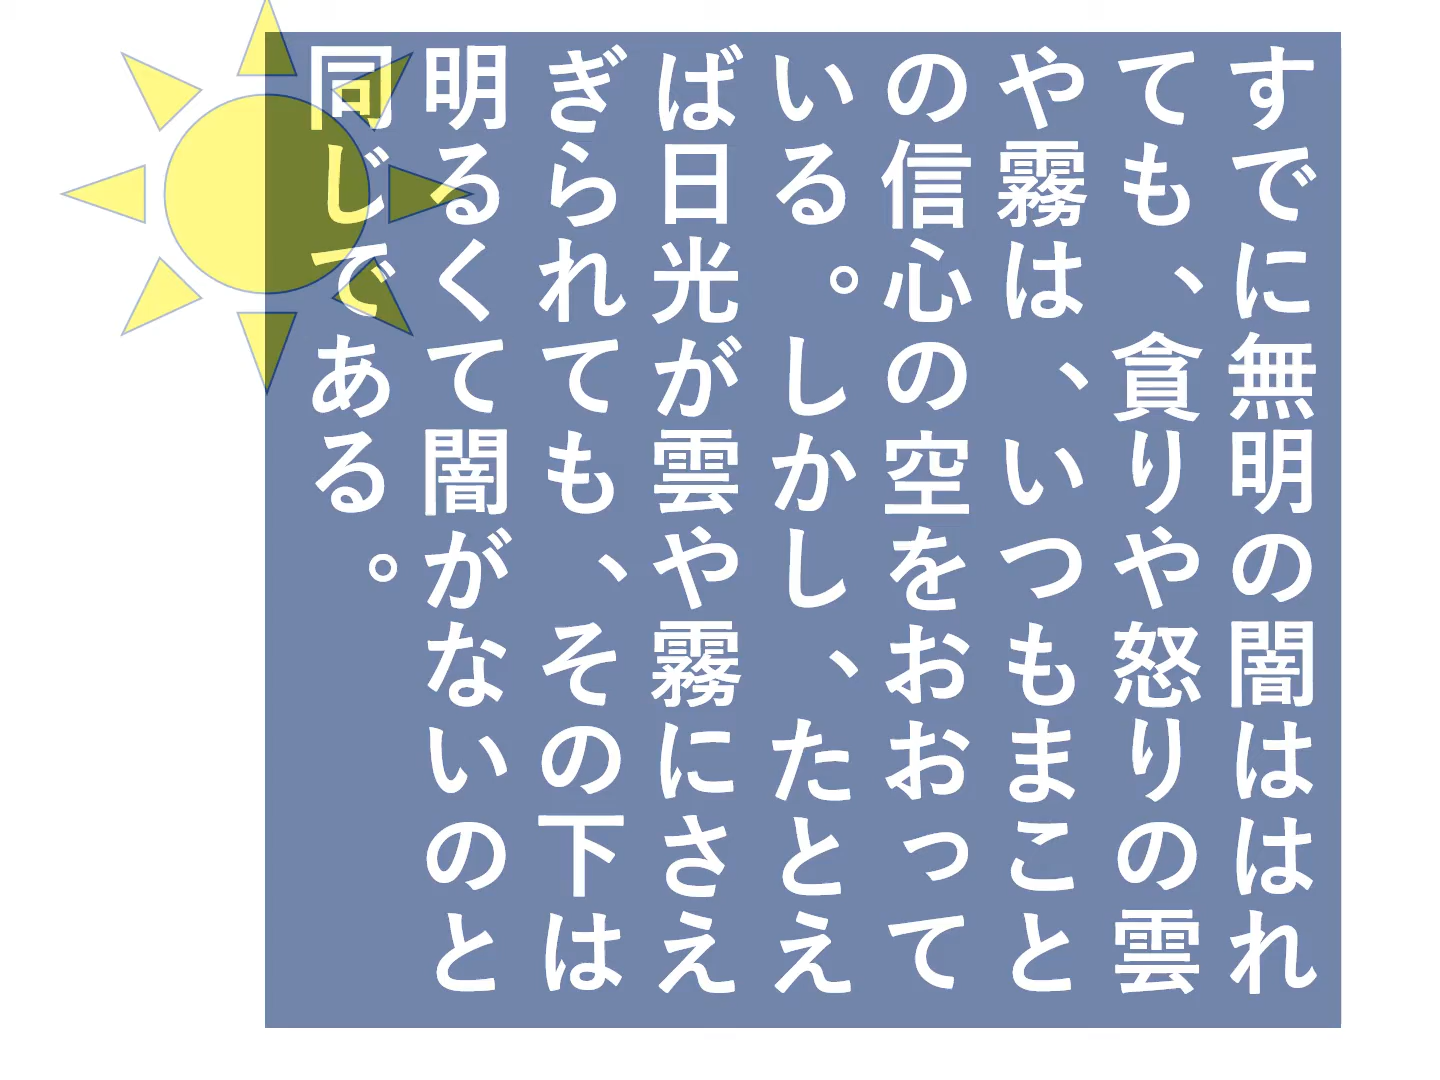 すでに無明の闇ははれ
ても、貪りや怒りの雲
や霧は、いつもまこと
の信心の空をおおって
いる。しかし、たとえ
ば日光が雲や霧にさえ
ぎられても、その下は
明るくて闇がないのと
同じである。